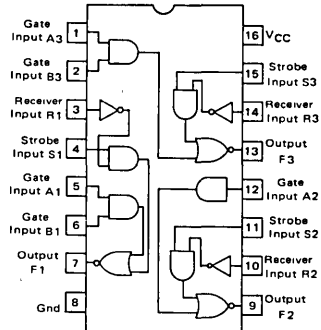 Gate
Input A3
1
Gate
Input B3
2
Receiver
Input R1
3
Strobe
Input S1
4
Gate
Input A1
5
Gate
Input B1
6
Output
F1
7
Gnd
8
16
VCC
15
Strobe
Input S3
14
Receiver
Input R3
13
Output
F3
12
Gate
Input A2
11
Strobe
Input S2
10
Receiver
Input R2
9
Output
F2